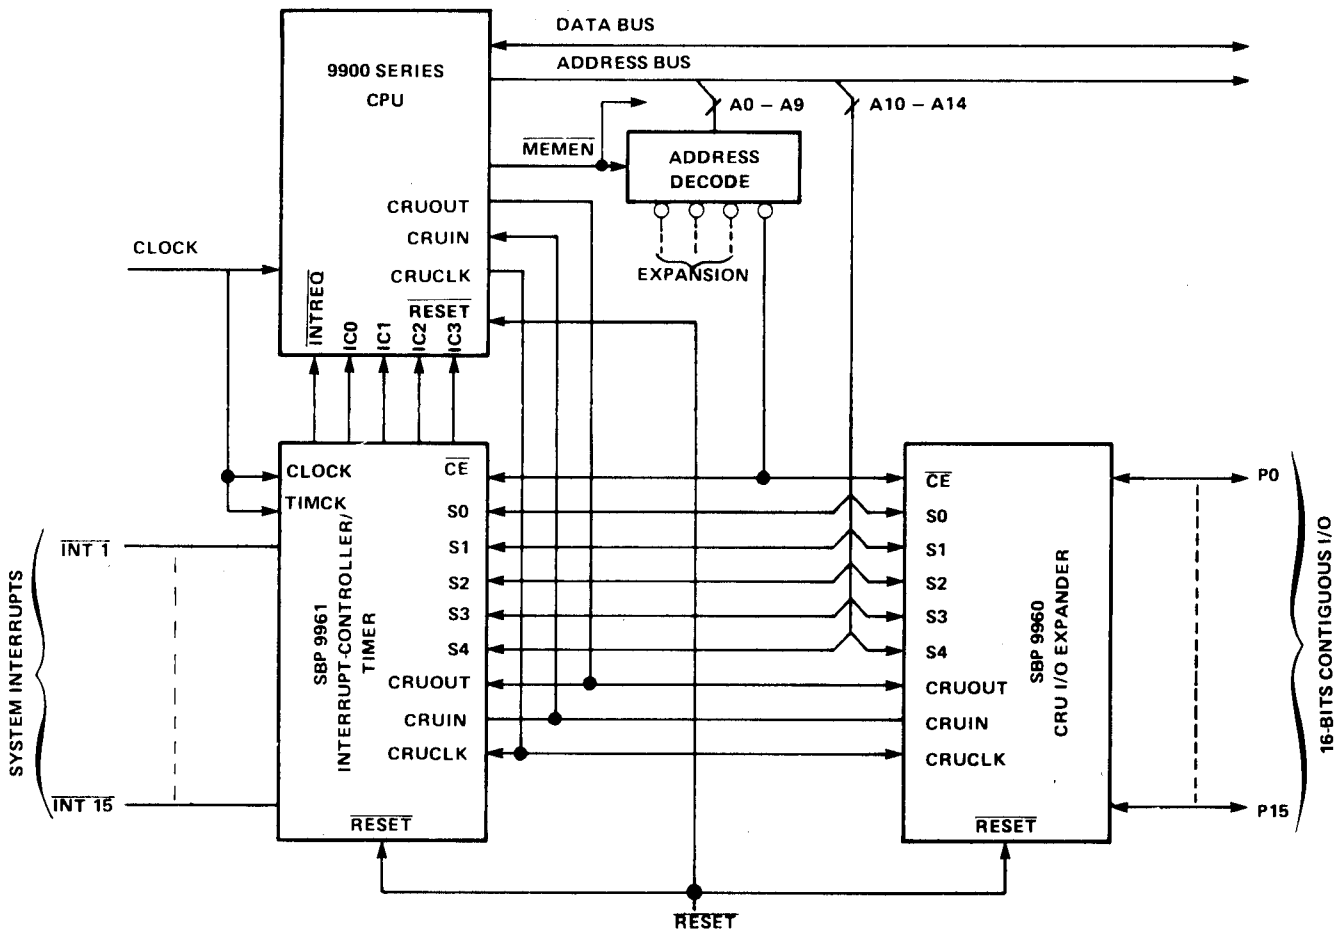 DATA BUS
ADDRESS BUS
9900 SERIES
CPU
A0 – A9
A10 – A14
MEMEN
ADDRESS
DECODE
CRUOUT
CRUIN
CLOCK
CRUCLK
EXPANSION
RESET
INTREQ
IC0
IC1
IC2
IC3
CLOCK
TIMCK
CE
S0
S1
S2
S3
S4
CRUOUT
CRUIN
CRUCLK
RESET
SBP 9961
INTERRUPT-CONTROLLER/
TIMER
INT 1
INT 15
SYSTEM INTERRUPTS
CE
S0
S1
S2
S3
S4
CRUOUT
CRUIN
CRUCLK
RESET
SBP 9960
CRU I/O EXPANDER
P0
P15
16-BITS CONTIGUOUS I/O
RESET